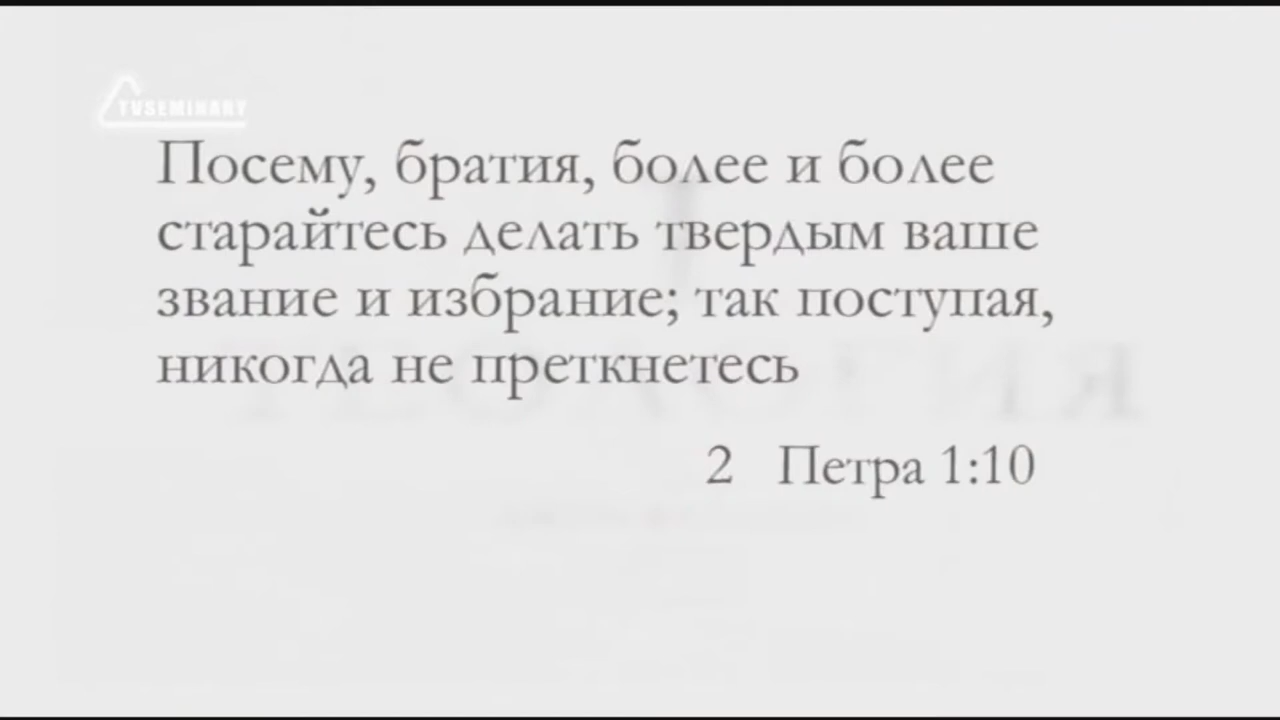 TVSEMINARY
Посему, братия, более и более
старайтесь делать твердым ваше
звание и избрание; так поступая,
никогда не преткнетесь
2 Петра 1:10